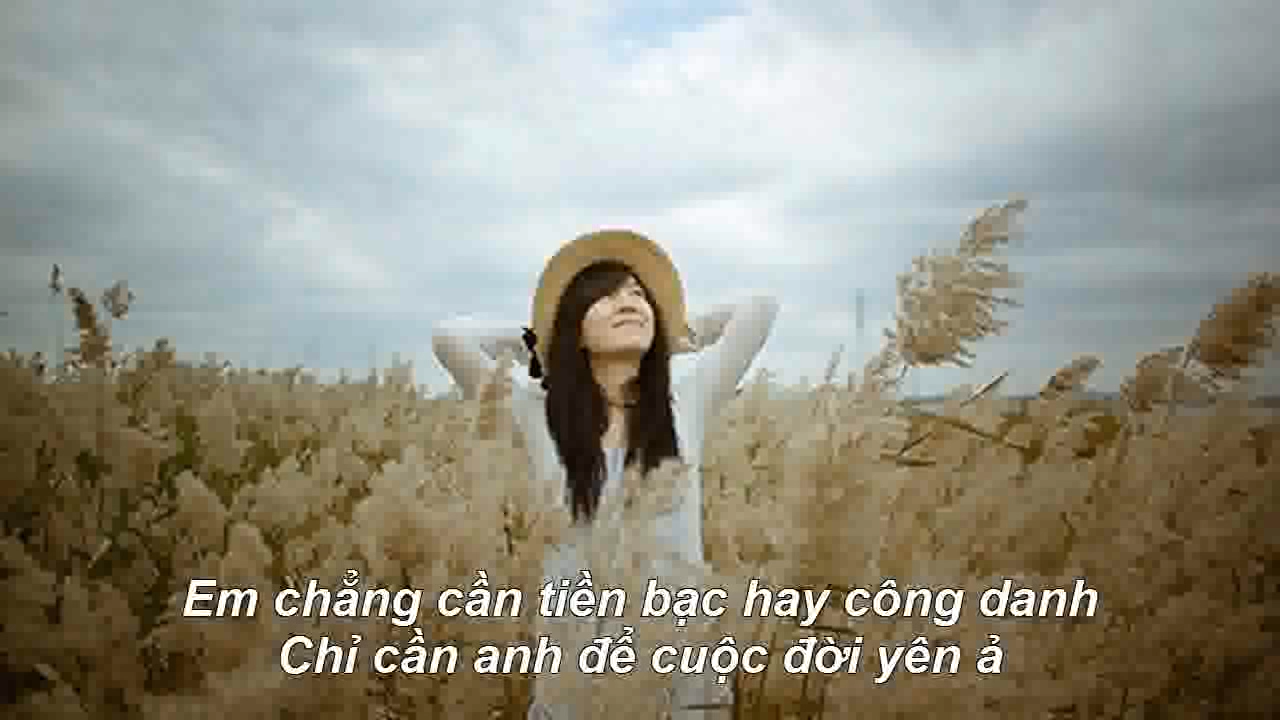 Em chẳng cần tiền bạc hay công danh
Chỉ cần anh để cuộc đời yên ả